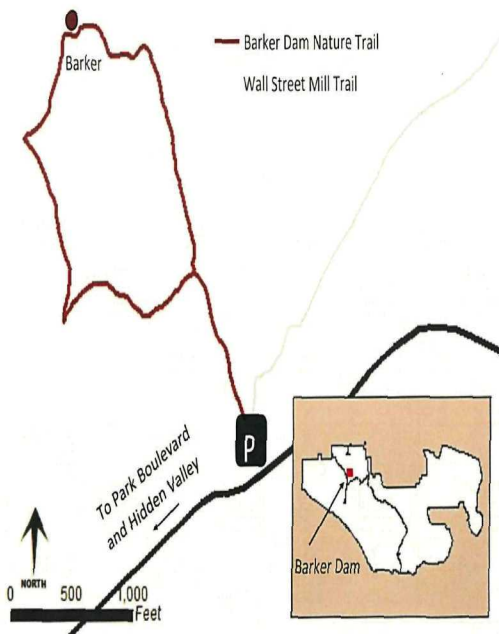 Barker Dam Nature Trail
Barker
Wall Street Mill Trail
P
To Park Boulevard
and Hidden Valley
Barker Dam
NORTH
0 500 1,000
Feet